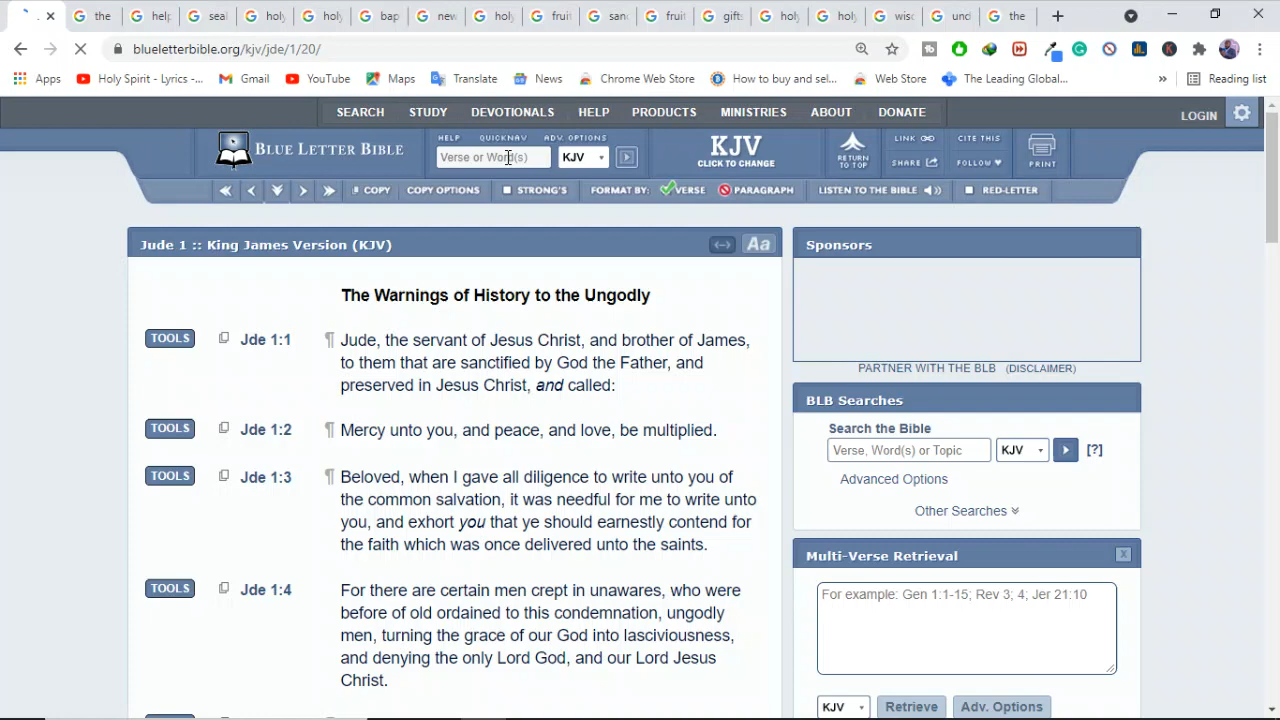 the
help
seal
holy
holy
bap
new
holy
fruit
sand
fruit
gift:
holy
holy
wisd
und
the
blueletterbible.org/kjv/jde/1/20/
Apps
Holy Spirit - Lyrics -...
Gmail
YouTube
Maps
Translate
News
Chrome Web Store
How to buy and sel...
Web Store
The Leading Global...
»
Reading list
SEARCH STUDY DEVOTIONALS HELP PRODUCTS MINISTRIES ABOUT DONATE
LOGIN
BLUE LETTER BIBLE
HELP QUICKNAV ADV. OPTIONS
Verse or Word(s) KJV
KJV
CLICK TO CHANGE
RETURN
TO TOP
LINK
CITE THIS
SHARE
FOLLOW
PRINT
COPY COPY OPTIONS STRONG'S FORMAT BY: VERSE PARAGRAPH LISTEN TO THE BIBLE RED-LETTER
Jude 1 :: King James Version (KJV)
Aa
The Warnings of History to the Ungodly
TOOLS Jde 1:1 ¶ Jude, the servant of Jesus Christ, and brother of James,
to them that are sanctified by God the Father, and
preserved in Jesus Christ, and called:
TOOLS Jde 1:2 ¶ Mercy unto you, and peace, and love, be multiplied.
TOOLS Jde 1:3 ¶ Beloved, when I gave all diligence to write unto you of
the common salvation, it was needful for me to write unto
you, and exhort you that ye should earnestly contend for
the faith which was once delivered unto the saints.
TOOLS Jde 1:4 For there are certain men crept in unawares, who were
before of old ordained to this condemnation, ungodly
men, turning the grace of our God into lasciviousness,
and denying the only Lord God, and our Lord Jesus
Christ.
Sponsors
PARTNER WITH THE BLB (DISCLAIMER)
BLB Searches
Search the Bible
Verse, Word(s) or Topic KJV [?]
Advanced Options
Other Searches
Multi-Verse Retrieval
X
For example: Gen 1:1-15; Rev 3; 4; Jer 21:10
KJV Retrieve Adv. Options